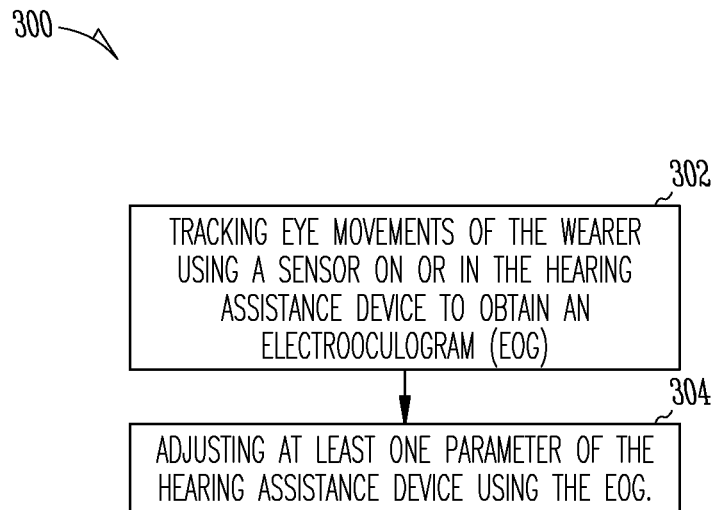 300
302
TRACKING EYE MOVEMENTS OF THE WEARER
USING A SENSOR ON OR IN THE HEARING
ASSISTANCE DEVICE TO OBTAIN AN
ELECTROOCULOGRAM (EOG)
304
ADJUSTING AT LEAST ONE PARAMETER OF THE
HEARING ASSISTANCE DEVICE USING THE EOG.